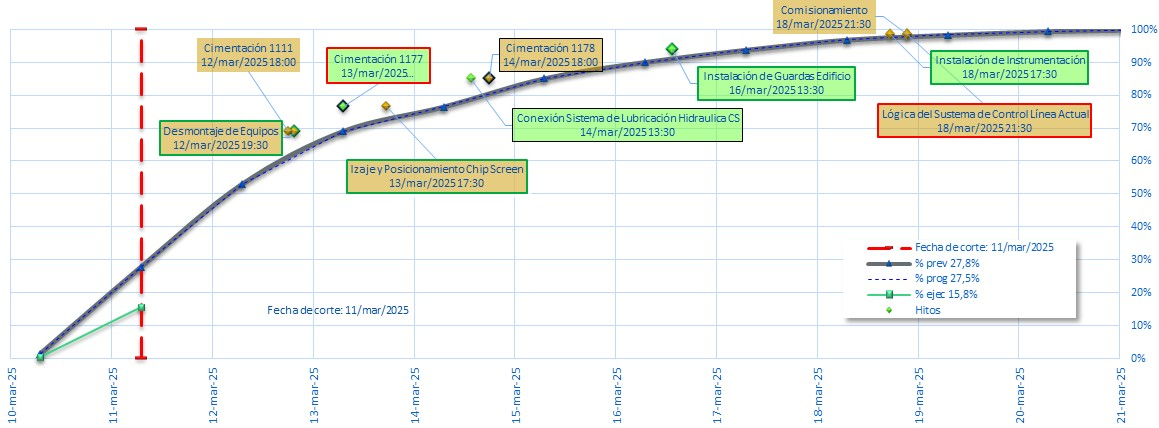 Comisionamiento
18/mar/2025 21:30
Cimentación 1111
12/mar/2025 18:00
Cimentación 1177
13/mar/2025...
Cimentación 1178
14/mar/2025 18:00
Instalación de Guardas Edificio
16/mar/2025 13:30
Instalación de Instrumentación
18/mar/2025 17:30
Desmontaje de Equipos
12/mar/2025 19:30
Conexión Sistema de Lubricación Hidraulica CS
14/mar/2025 13:30
Lógica del Sustema de Control Línea Actual
18/mar/2025 21:30
Izaje y Posicionamiento Chip Screen
13/mar/2025 17:30
Fecha de corte: 11/mar/2025
Fecha de corte: 11/mar/2025
% prev 27,8%
% prog 27,5%
% ejec 15,8%
Hitos
100%
90%
80%
70%
60%
50%
40%
30%
20%
10%
0%
10-mar-25
11-mar-25
12-mar-25
13-mar-25
14-mar-25
15-mar-25
16-mar-25
17-mar-25
18-mar-25
19-mar-25
20-mar-25
21-mar-25